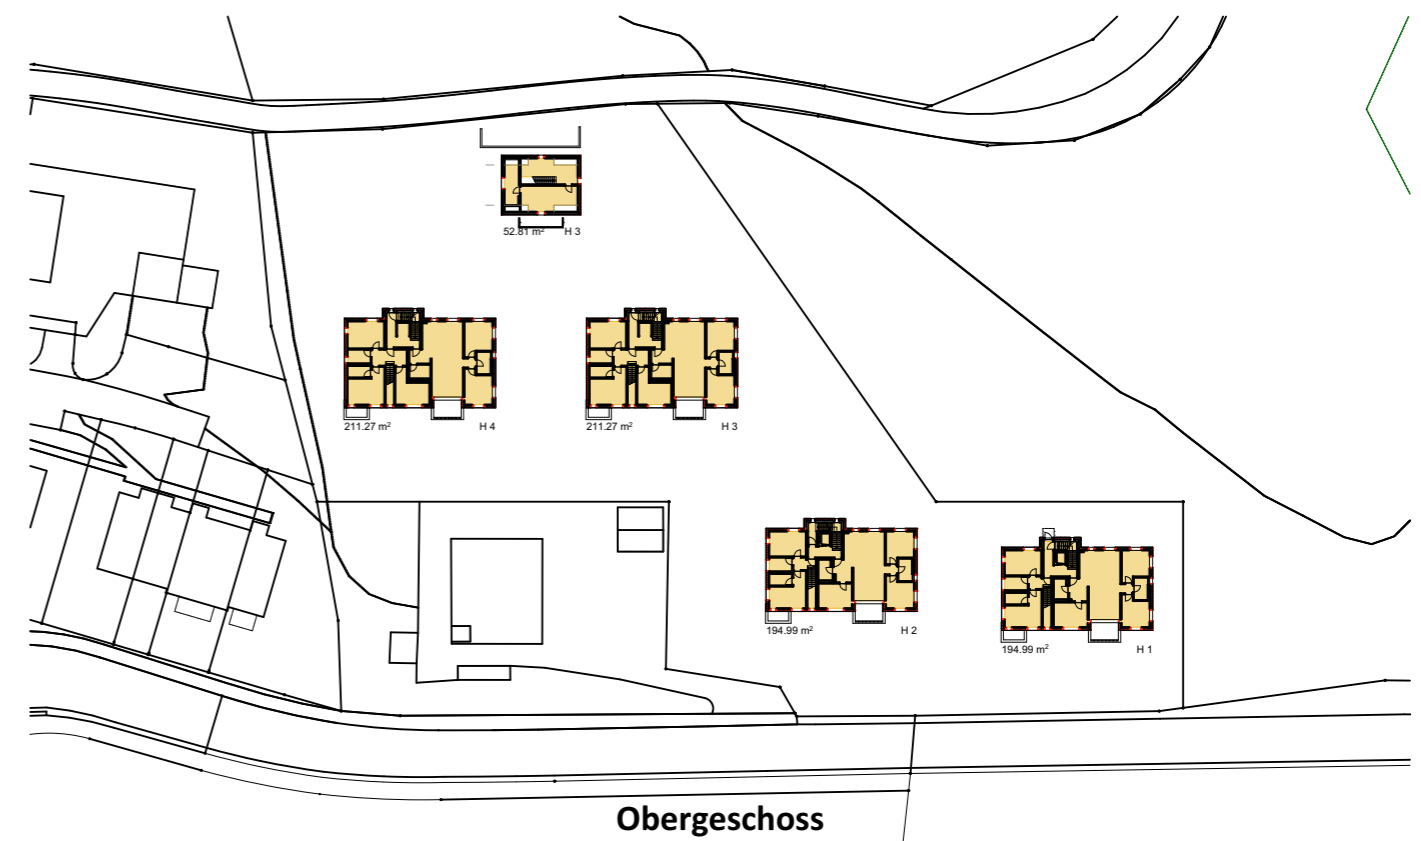 52.81 m² H 3
211.27 m² H 4
211.27 m² H 3
194.99 m² H 2
194.99 m² H 1
Obergeschoss